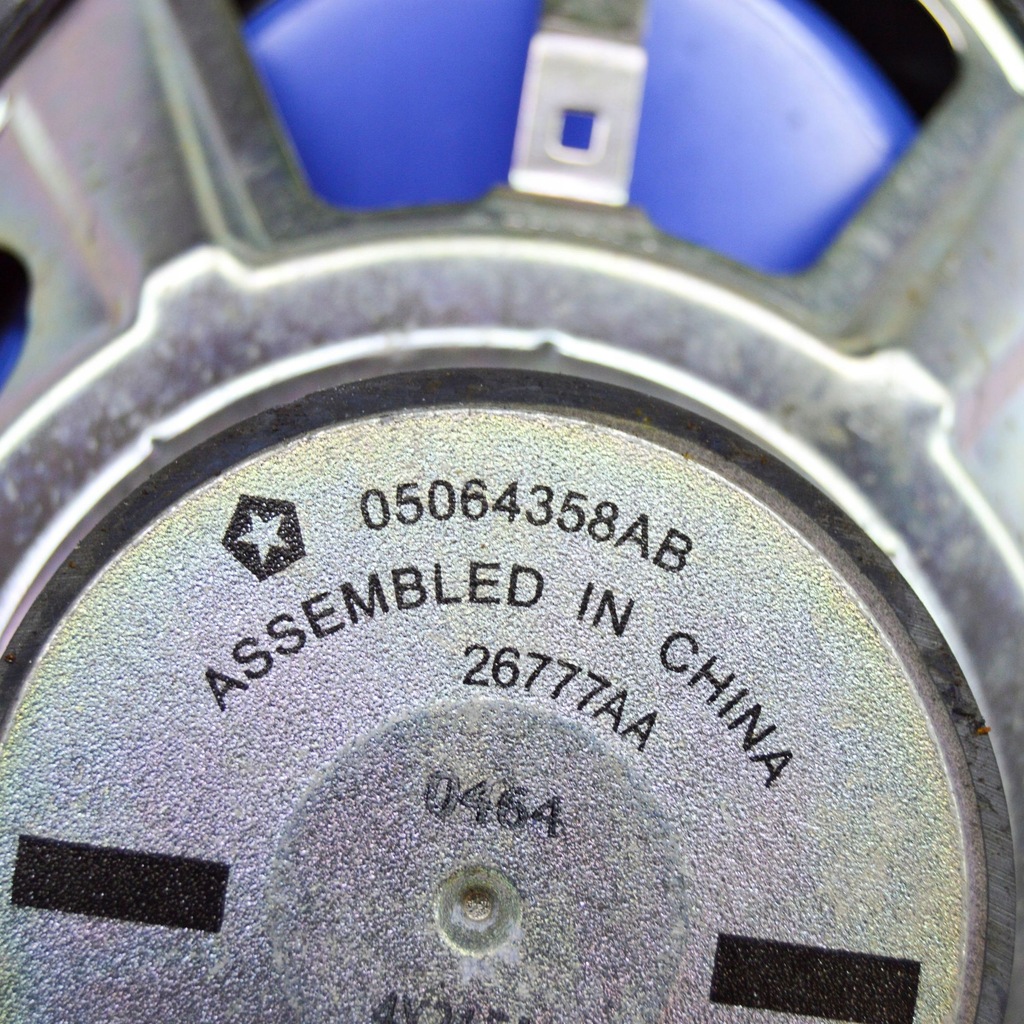 05064358AB
ASSEMBLED IN CHINA
26777AA
0464